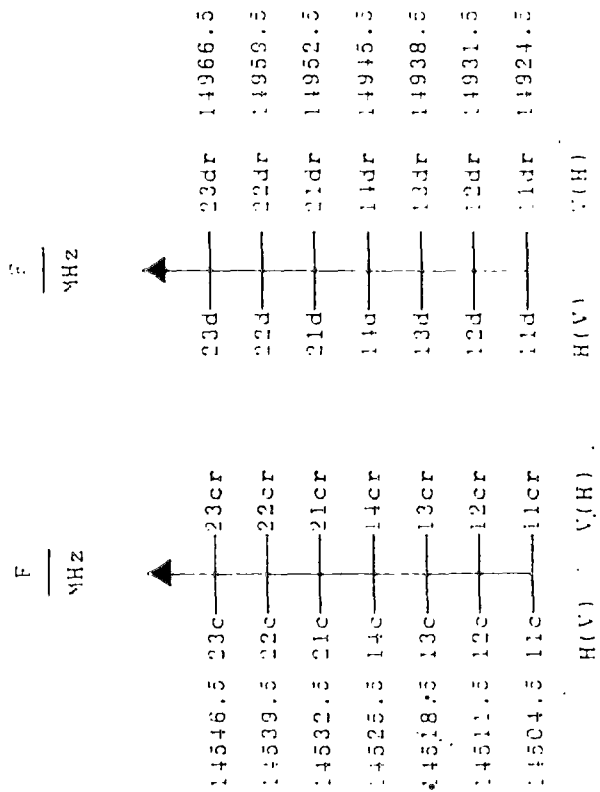 F
MHz
14546.5 23c 23cr
14539.5 22c 22cr
14532.5 21c 21cr
14525.5 14c 14cr
14518.5 13c 13cr
14511.5 12c 12cr
14504.5 11c 11cr
H(V) V(H)
F
MHz
23d 23dr 14966.5
22d 22dr 14959.5
21d 21dr 14952.5
14d 14dr 14945.5
13d 13dr 14938.5
12d 12dr 14931.5
11d 11dr 14924.5
H(V) V(H)